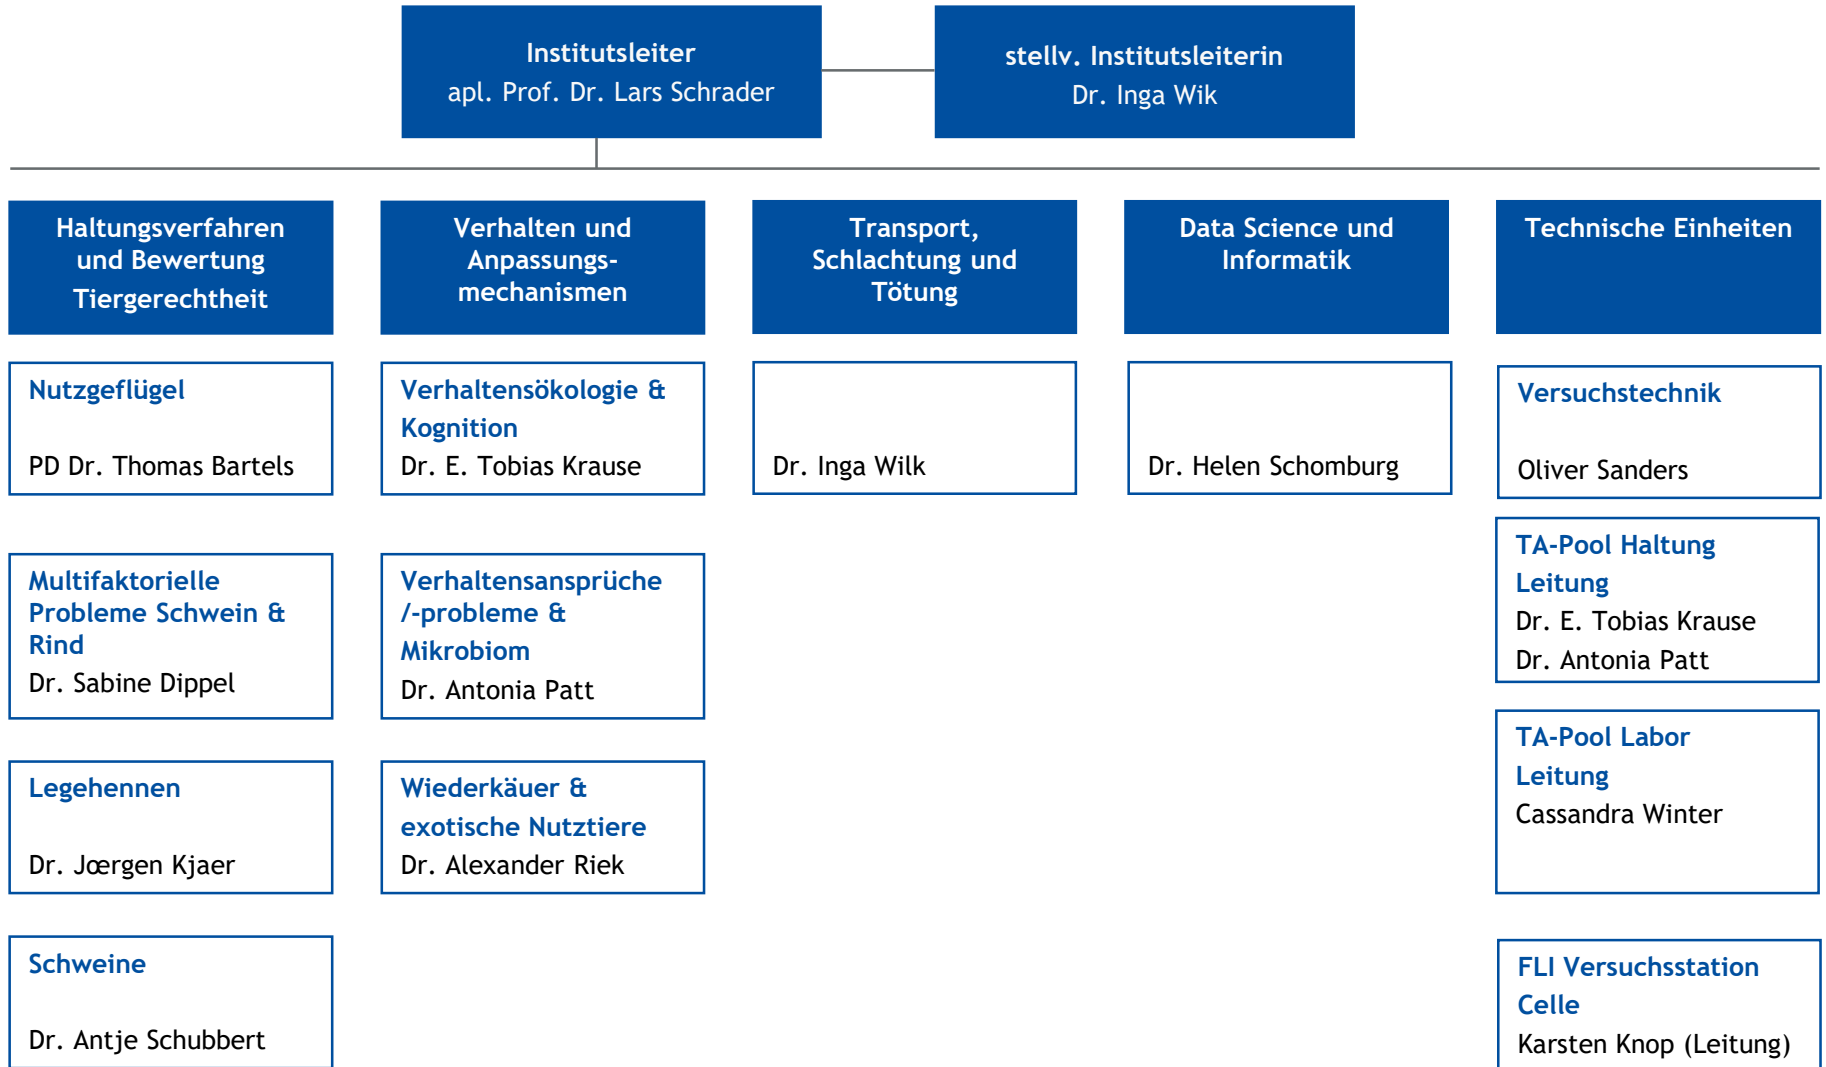 Institutsleiter
apl. Prof. Dr. Lars Schrader
stellv. Institutsleiterin
Dr. Inga Wik
Haltungsverfahren
und Bewertung
Tiergerechtheit
Verhalten und
Anpassungs-
mechanismen
Transport,
Schlachtung und
Tötung
Data Science und
Informatik
Technische Einheiten
Nutzgeflügel
PD Dr. Thomas Bartels
Multifaktorielle
Probleme Schwein &
Rind
Dr. Sabine Dippel
Legehennen
Dr. Jœrgen Kjaer
Schweine
Dr. Antje Schubbert
Verhaltensökologie &
Kognition
Dr. E. Tobias Krause
Verhaltensansprüche
/-probleme &
Mikrobiom
Dr. Antonia Patt
Wiederkäuer &
exotische Nutztiere
Dr. Alexander Riek
Dr. Inga Wilk
Dr. Helen Schomburg
Versuchstechnik
Oliver Sanders
TA-Pool Haltung
Leitung
Dr. E. Tobias Krause
Dr. Antonia Patt
TA-Pool Labor
Leitung
Cassandra Winter
FLI Versuchsstation
Celle
Karsten Knop (Leitung)